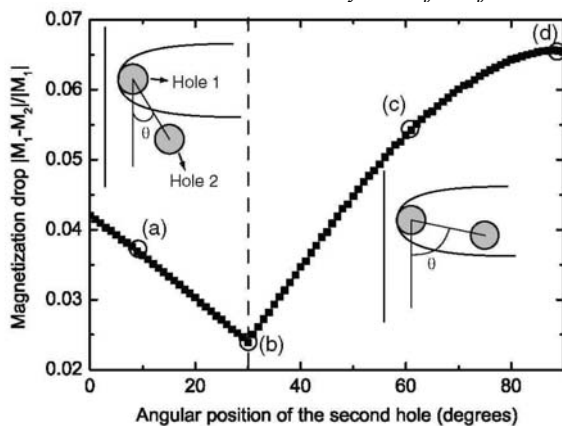 0.07
0.06
0.05
0.04
0.03
0.02
Magnetization drop |M₁-M₂|/|M₁|
(d)
Hole 1
θ
Hole 2
(c)
(a)
θ
(b)
0 20 40 60 80
Angular position of the second hole (degrees)